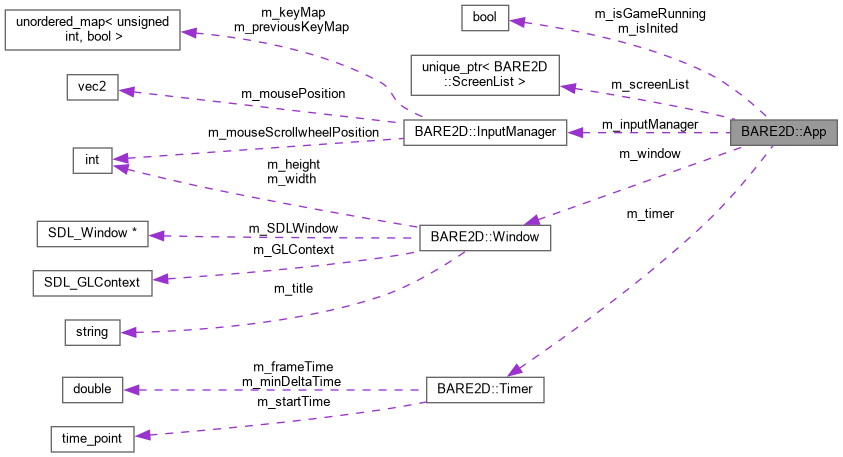 m_keyMap
m_previousKeyMap
unordered_map< unsigned
int, bool >
bool
m_isGameRunning
m_isInited
unique_ptr< BARE2D
::ScreenList >
m_screenList
vec2
m_mousePosition
m_mouseScrollwheelPosition
BARE2D::InputManager
m_inputManager
BARE2D::App
int
m_height
m_width
m_window
m_timer
SDL_Window *
m_SDLWindow
BARE2D::Window
m_GLContext
SDL_GLContext
m_title
string
m_frameTime
m_minDeltaTime
double
BARE2D::Timer
m_startTime
time_point